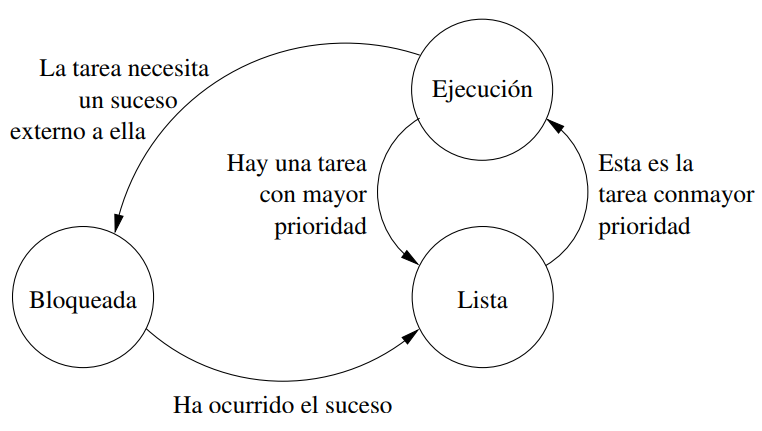 La tarea necesita
un suceso
externo a ella
Ejecución
Hay una tarea
con mayor
prioridad
Esta es la
tarea conmayor
prioridad
Bloqueada
Lista
Ha ocurrido el suceso